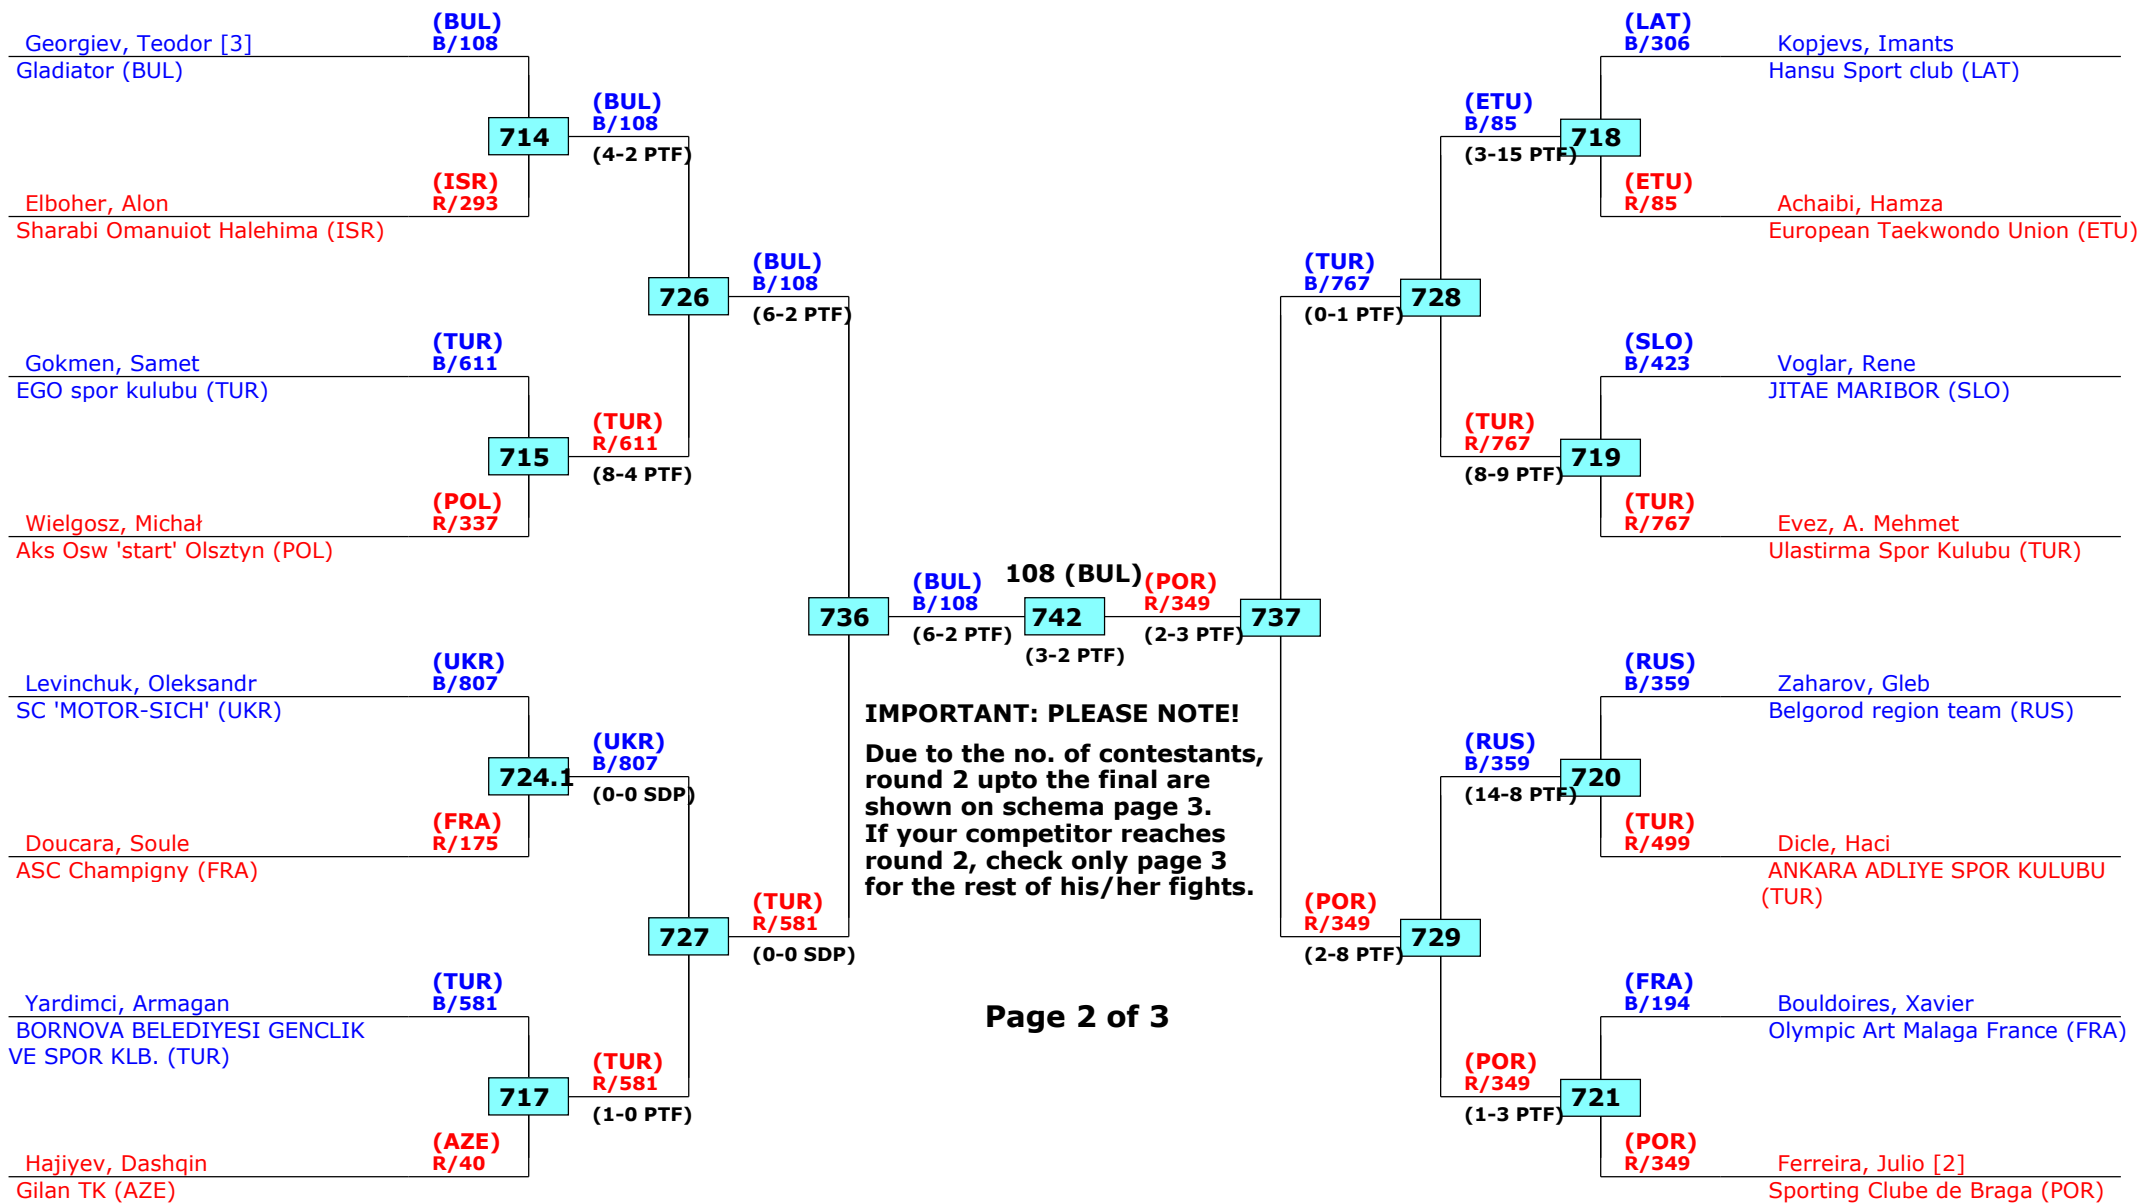 (BUL)
Georgiev, Teodor [3]
B/108
Gladiator (BUL)
(BUL)
B/108
714
(4-2 PTF)
(ISR)
Elboher, Alon
R/293
Sharabi Omanuiot Halehima (ISR)
(BUL)
B/108
726
(6-2 PTF)
(TUR)
Gokmen, Samet
B/611
EGO spor kulubu (TUR)
(TUR)
R/611
715
(8-4 PTF)
(POL)
Wielgosz, Michał
R/337
Aks Osw 'start' Olsztyn (POL)
736
(BUL)
B/108
(6-2 PTF)
108 (BUL)
742
(3-2 PTF)
(POR)
R/349
(2-3 PTF)
737
(UKR)
Levinchuk, Oleksandr
B/807
SC 'MOTOR-SICH' (UKR)
(UKR)
B/807
724.1
(0-0 SDP)
(FRA)
Doucara, Soule
R/175
ASC Champigny (FRA)
(TUR)
R/581
727
(0-0 SDP)
(TUR)
Yardimci, Armagan
B/581
BORNOVA BELEDIYESI GENCLIK
VE SPOR KLB. (TUR)
(TUR)
R/581
717
(1-0 PTF)
(AZE)
Hajiyev, Dashqin
R/40
Gilan TK (AZE)
IMPORTANT: PLEASE NOTE!
Due to the no. of contestants,
round 2 upto the final are
shown on schema page 3.
If your competitor reaches
round 2, check only page 3
for the rest of his/her fights.
Page 2 of 3
(LAT)
B/306
Kopjevs, Imants
Hansu Sport club (LAT)
(ETU)
B/85
718
(3-15 PTF)
(ETU)
R/85
Achaibi, Hamza
European Taekwondo Union (ETU)
(TUR)
B/767
728
(0-1 PTF)
(SLO)
B/423
Voglar, Rene
JITAE MARIBOR (SLO)
(TUR)
R/767
719
(8-9 PTF)
(TUR)
R/767
Evez, A. Mehmet
Ulastirma Spor Kulubu (TUR)
(RUS)
B/359
Zaharov, Gleb
Belgorod region team (RUS)
(RUS)
B/359
720
(14-8 PTF)
(TUR)
R/499
Dicle, Haci
ANKARA ADLIYE SPOR KULUBU
(TUR)
(POR)
R/349
729
(2-8 PTF)
(FRA)
B/194
Bouldoires, Xavier
Olympic Art Malaga France (FRA)
(POR)
R/349
721
(1-3 PTF)
(POR)
R/349
Ferreira, Julio [2]
Sporting Clube de Braga (POR)